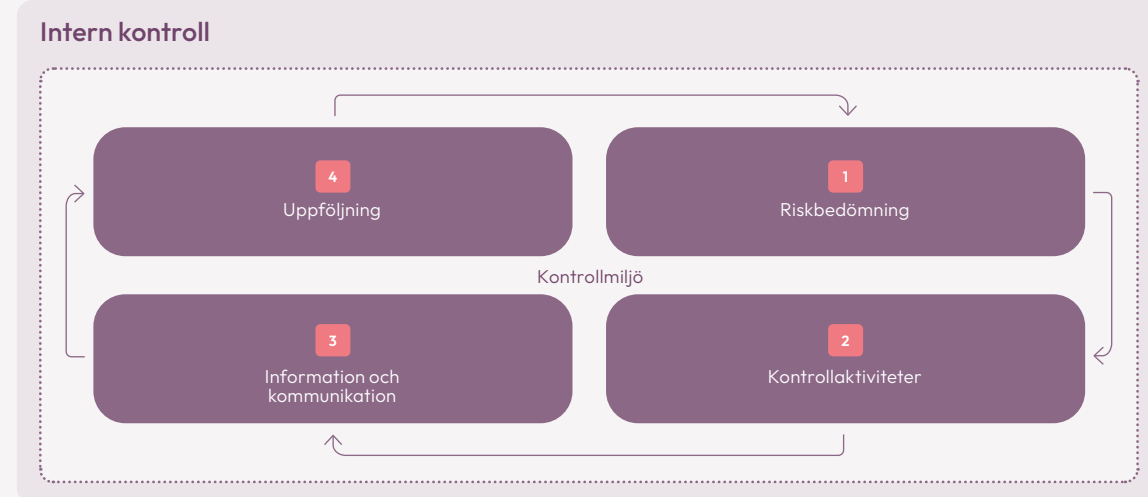 Intern kontroll
4
Uppföljning
1
Riskbedömning
Kontrollmiljö
3
Information och
kommunikation
2
Kontrollaktiviteter